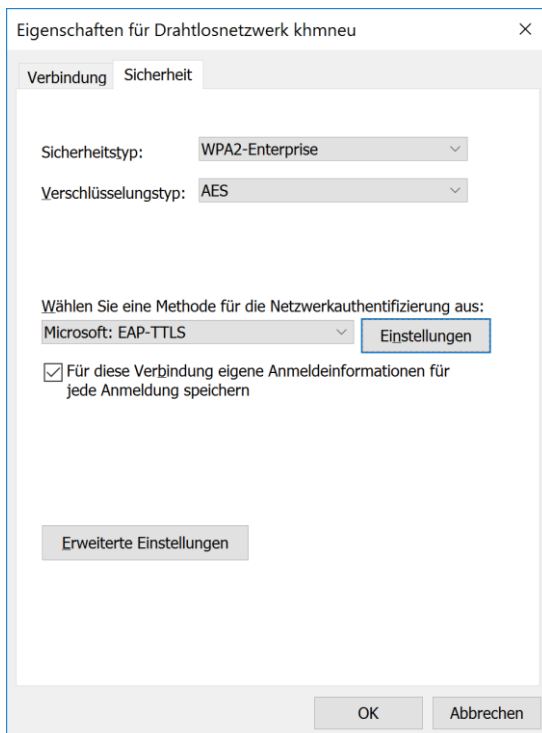 Eigenschaften für Drahtlosnetzwerk khmneu
Verbindung Sicherheit
Sicherheitstyp: WPA2-Enterprise
Verschlüsselungstyp: AES
Wählen Sie eine Methode für die Netzwerkauthentifizierung aus:
Microsoft: EAP-TTLS Einstellungen
Für diese Verbindung eigene Anmeldeinformationen für
jede Anmeldung speichern
Erweiterte Einstellungen
OK Abbrechen